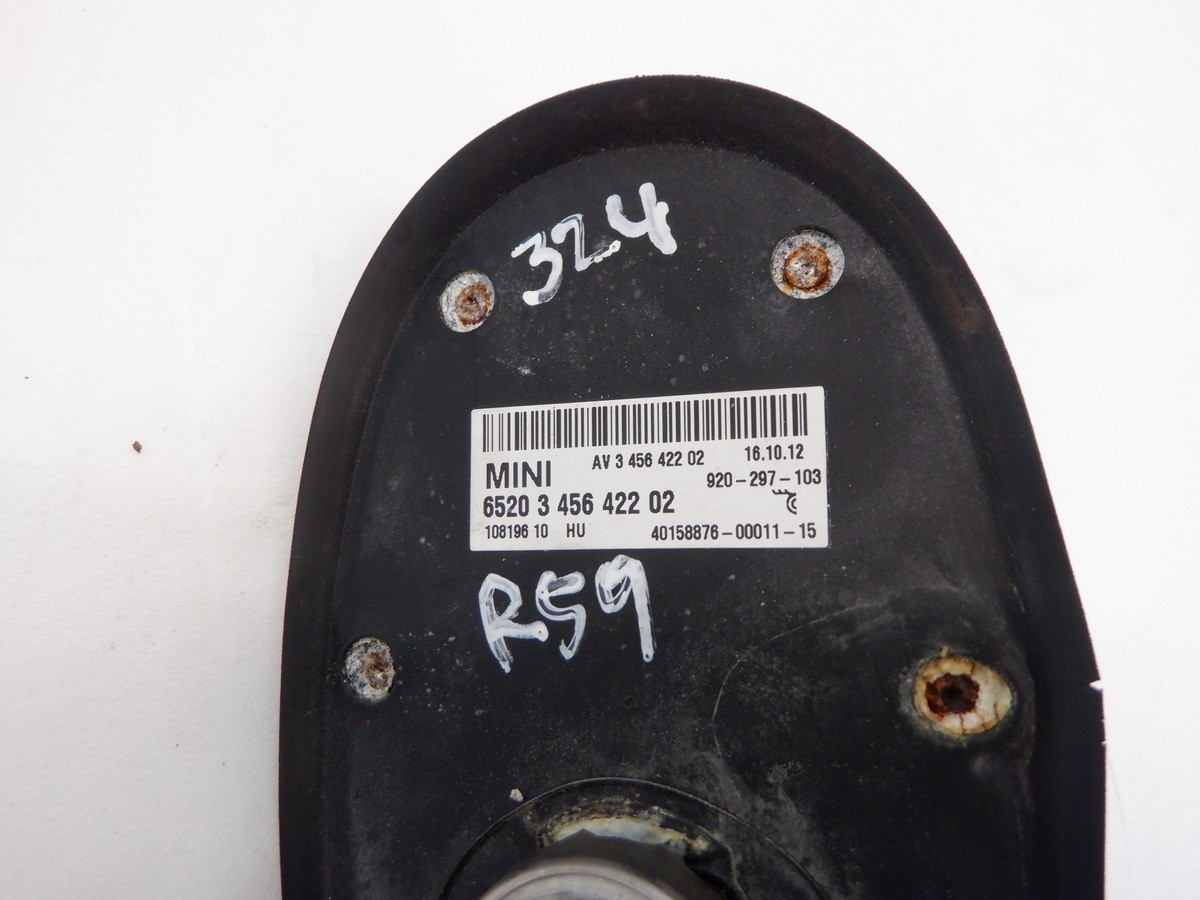 324
AV 3 456 422 02 16.10.12
MINI 920-297-103
6520 3 456 422 02
108196 10 HU 40158876-00011-15
R59